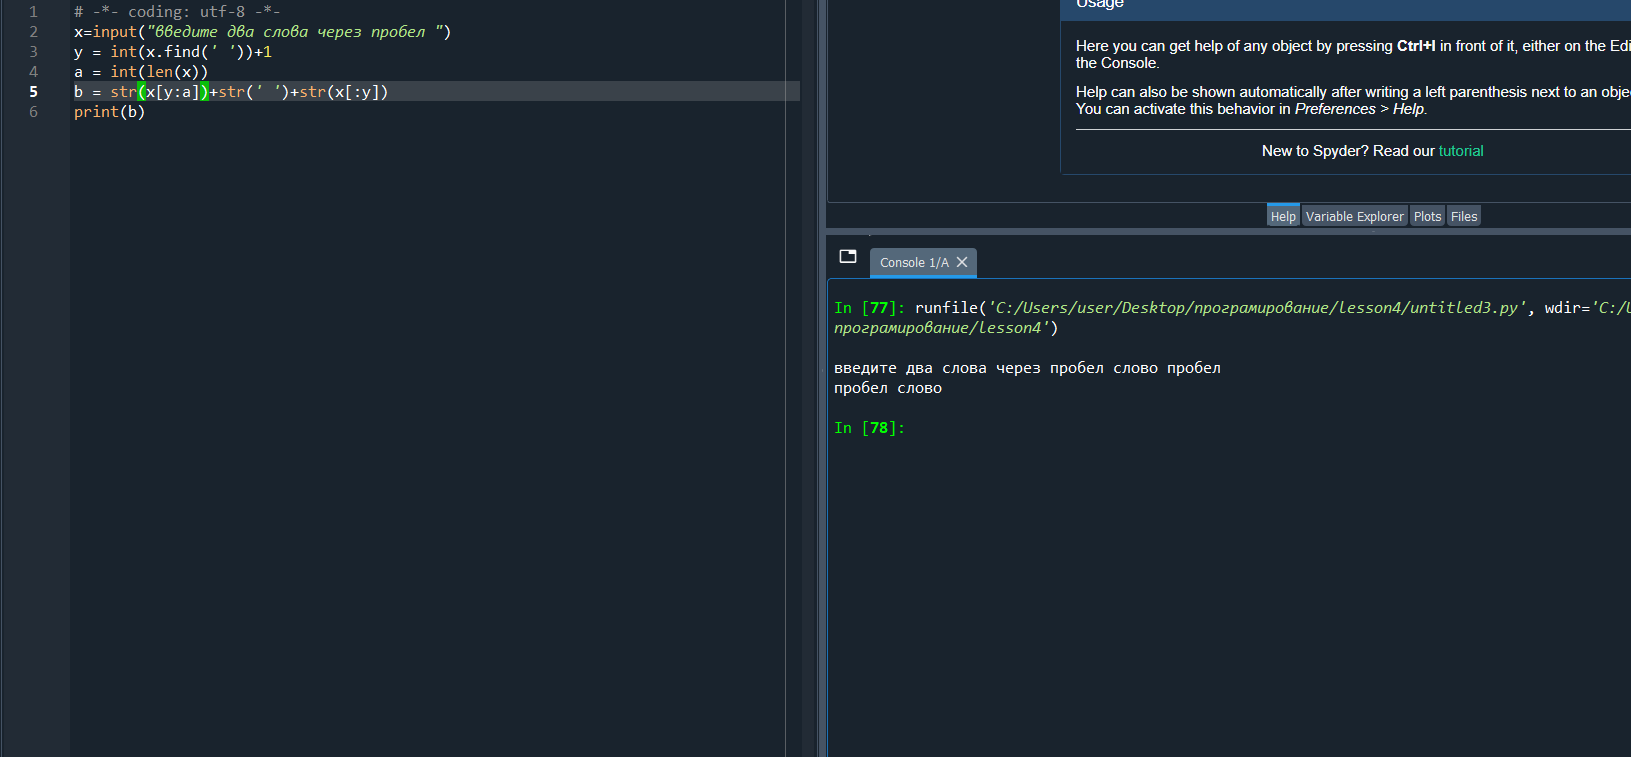 1 # -*- coding: utf-8 -*-
2 x=input("введите два слова через пробел ")
3 y = int(x.find(' '))+1
4 a = int(len(x))
5 b = str(x[y:a])+str(' ')+str(x[:y])
6 print(b)
Usage
Here you can get help of any object by pressing Ctrl+I in front of it, either on the Edi
the Console.
Help can also be shown automatically after writing a left parenthesis next to an obje
You can activate this behavior in Preferences > Help.
New to Spyder? Read our tutorial
Help Variable Explorer Plots Files
Console 1/A
In [77]: runfile('C:/Users/user/Desktop/програмирование/lesson4/untitled3.py', wdir='C:/U
програмирование/lesson4')
введите два слова через пробел слово пробел
пробел слово
In [78]: